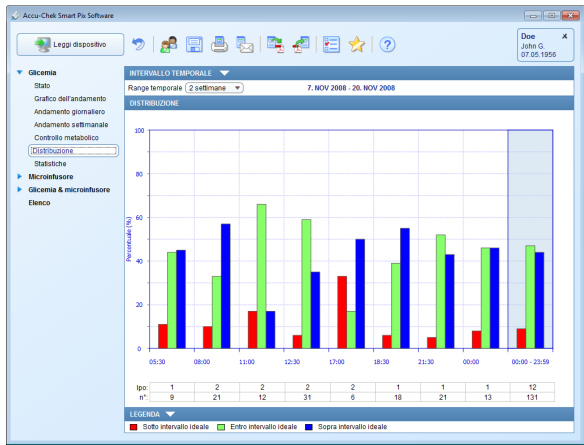 Accu-Chek Smart Pix Software
Leggi dispositivo
Doe
John G.
07.05.1956
Glicemia
Stato
Grafico dell'andamento
Andamento giornaliero
Andamento settimanale
Controllo metabolico
Distribuzione
Statistiche
Microinfusore
Glicemia & microinfusore
Elenco
INTERVALLO TEMPORALE
Range temporale 2 settimane 7. NOV 2008 - 20. NOV 2008
DISTRIBUZIONE
Percentuale (%)
100
80
60
40
20
0
05:30 08:00 11:00 12:30 17:00 18:30 21:30 00:00 00:00 - 23:59
Ipo: 1 2 2 2 2 1 1 1 12
n°: 9 21 12 31 6 18 21 13 131
LEGENDA
Sotto intervallo ideale Entro intervallo ideale Sopra intervallo ideale